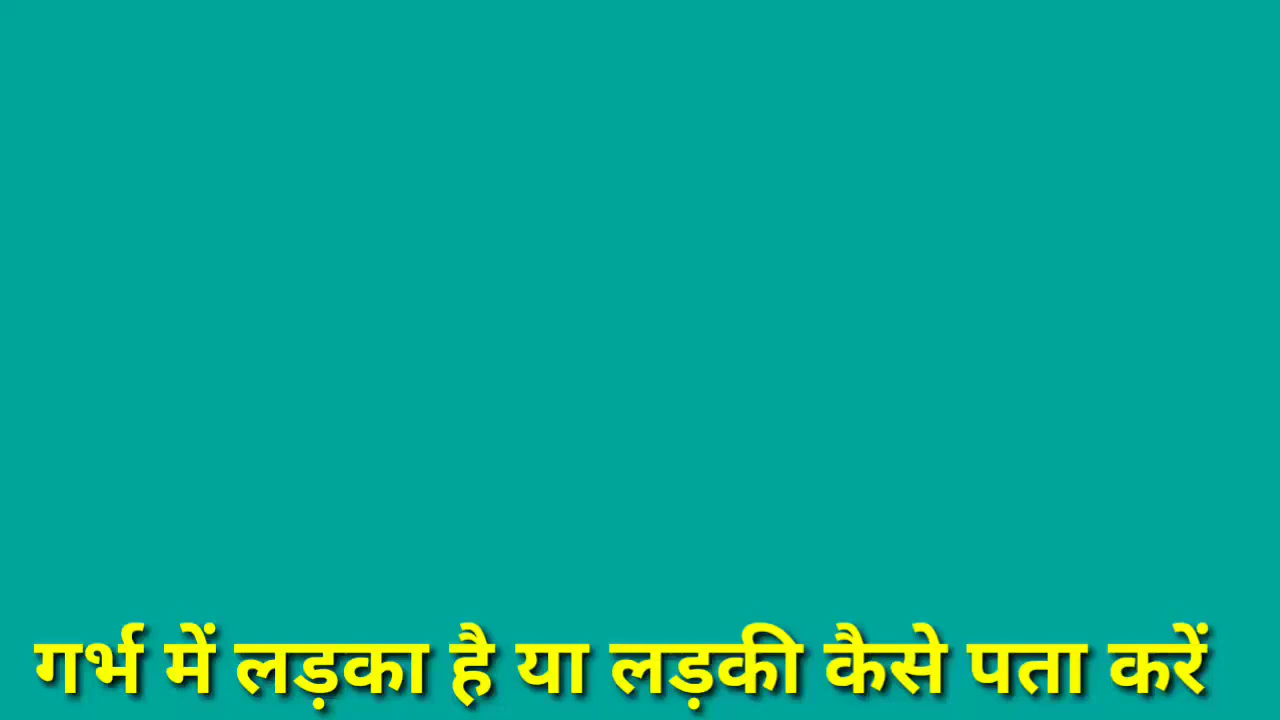 गर्भ में लड़का है या लड़की कैसे पता करें